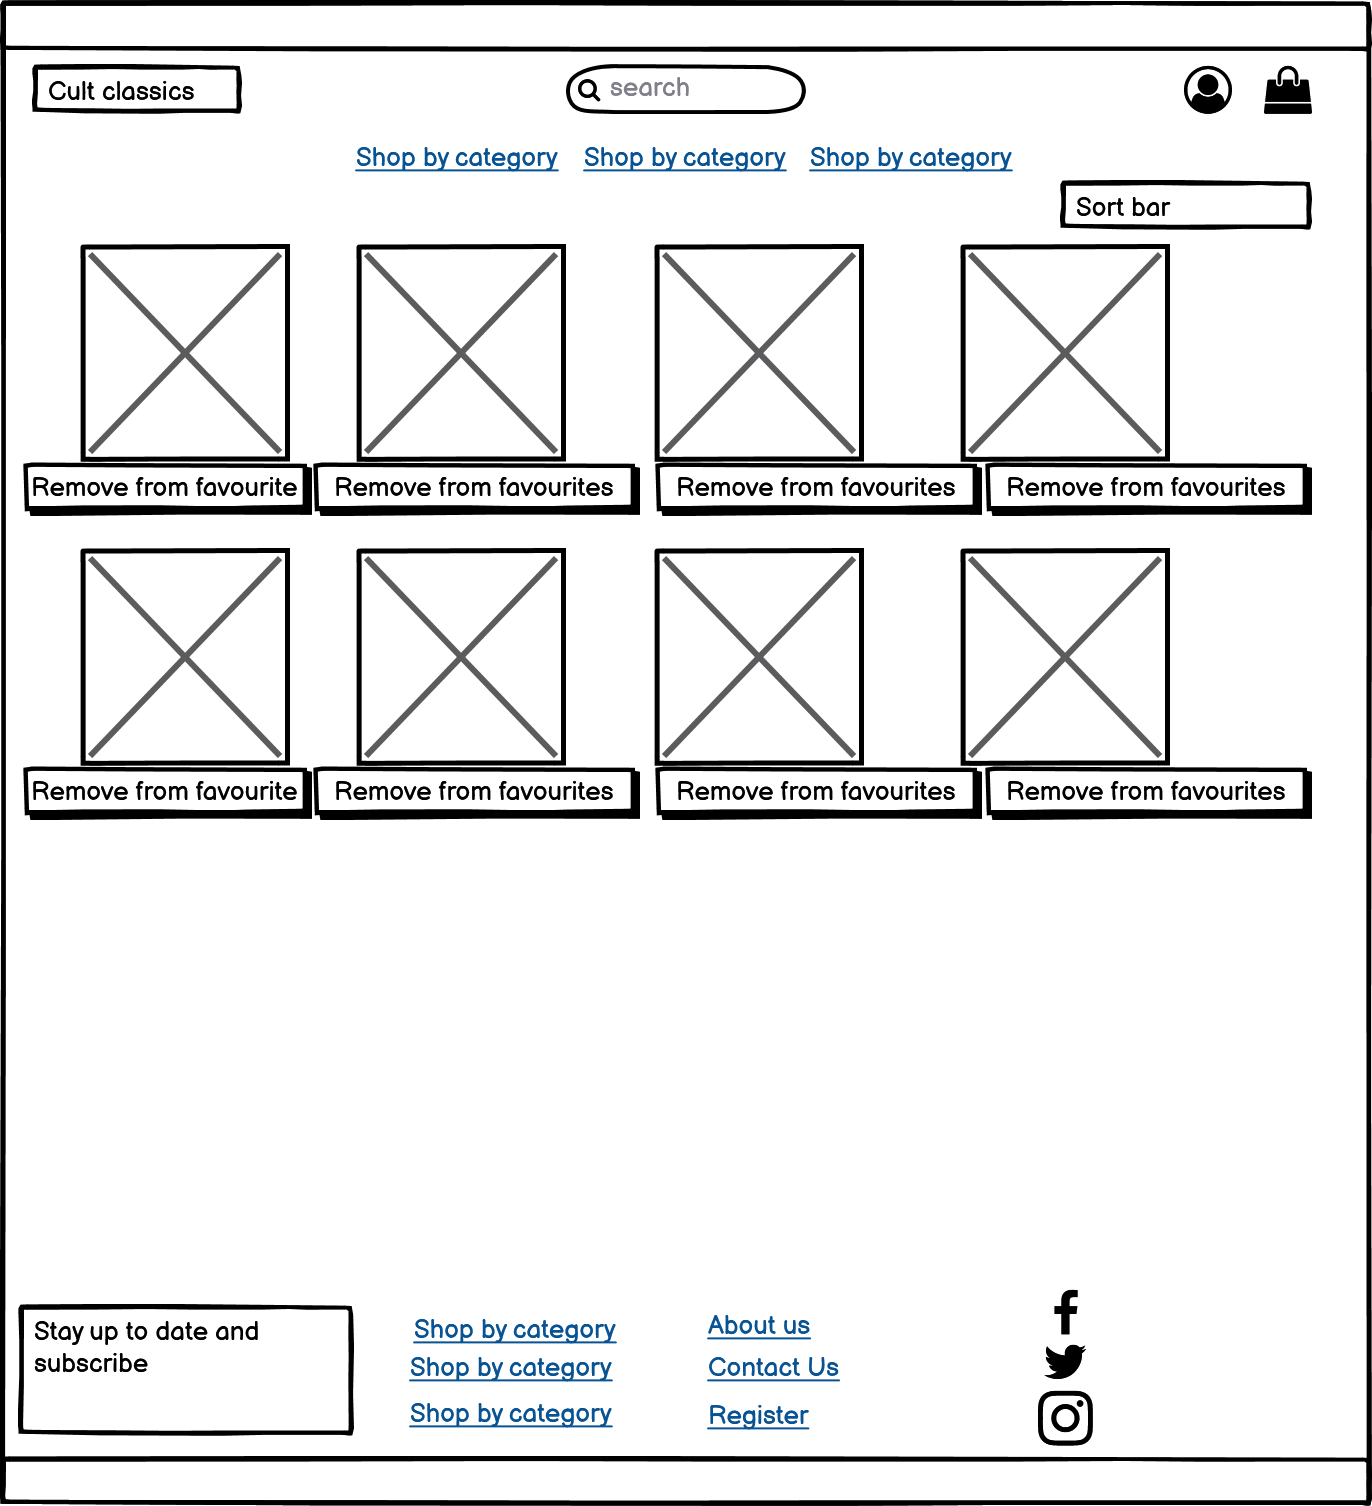 Cult classics
search
Shop by category Shop by category Shop by category
Sort bar
Remove from favourite Remove from favourites Remove from favourites Remove from favourites
Remove from favourite Remove from favourites Remove from favourites Remove from favourites
Stay up to date and
subscribe
Shop by category
Shop by category
Shop by category
About us
Contact Us
Register